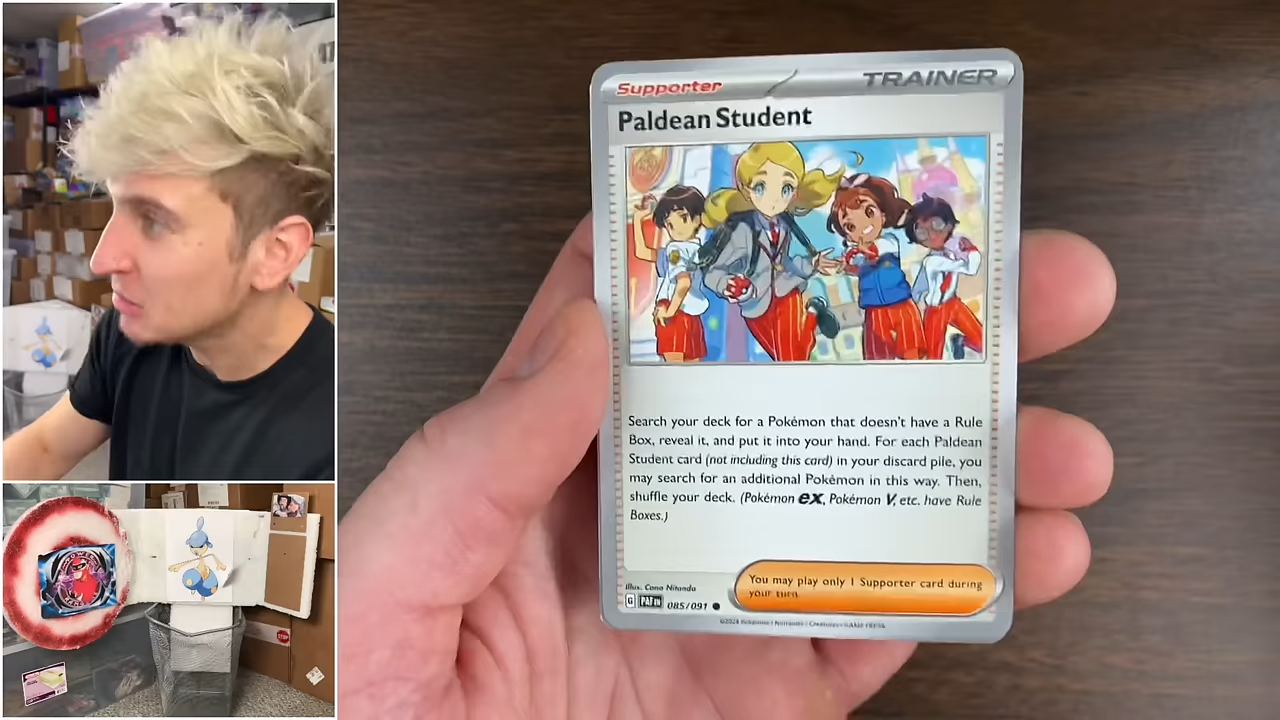 Supporter
TRAINER
Paldean Student
Search your deck for a Pokémon that doesn't have a Rule
Box, reveal it, and put it into your hand. For each Paldean
Student card (not including this card) in your discard pile, you
may search for an additional Pokémon in this way. Then,
shuffle your deck. (Pokémon ex, Pokémon V, etc. have Rule
Boxes.)
You may play only 1 Supporter card during
your turn.
Illus. Cona Nitanda
G PAF EN 085/091
STOP